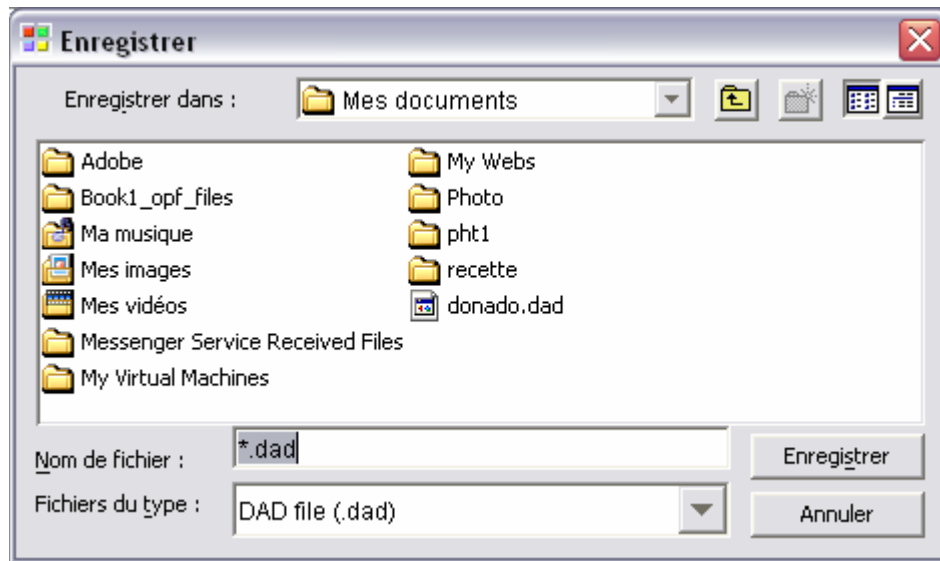 Enregistrer
Enregistrer dans : Mes documents
Adobe My Webs
Book1_opf_files Photo
Ma musique pht1
Mes images recette
Mes vidéos donado.dad
Messenger Service Received Files
My Virtual Machines
Nom de fichier : *.dad Enregistrer
Fichiers du type : DAD file (.dad) Annuler